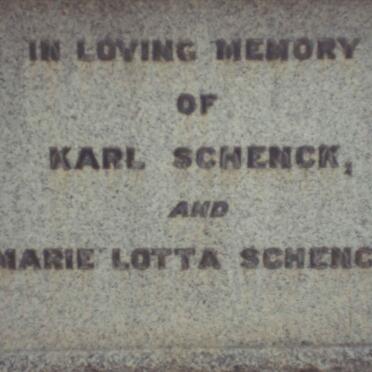 IN LOVING MEMORY
OF
KARL SCHENCK,
AND
MARIE LOTTA SCHENC